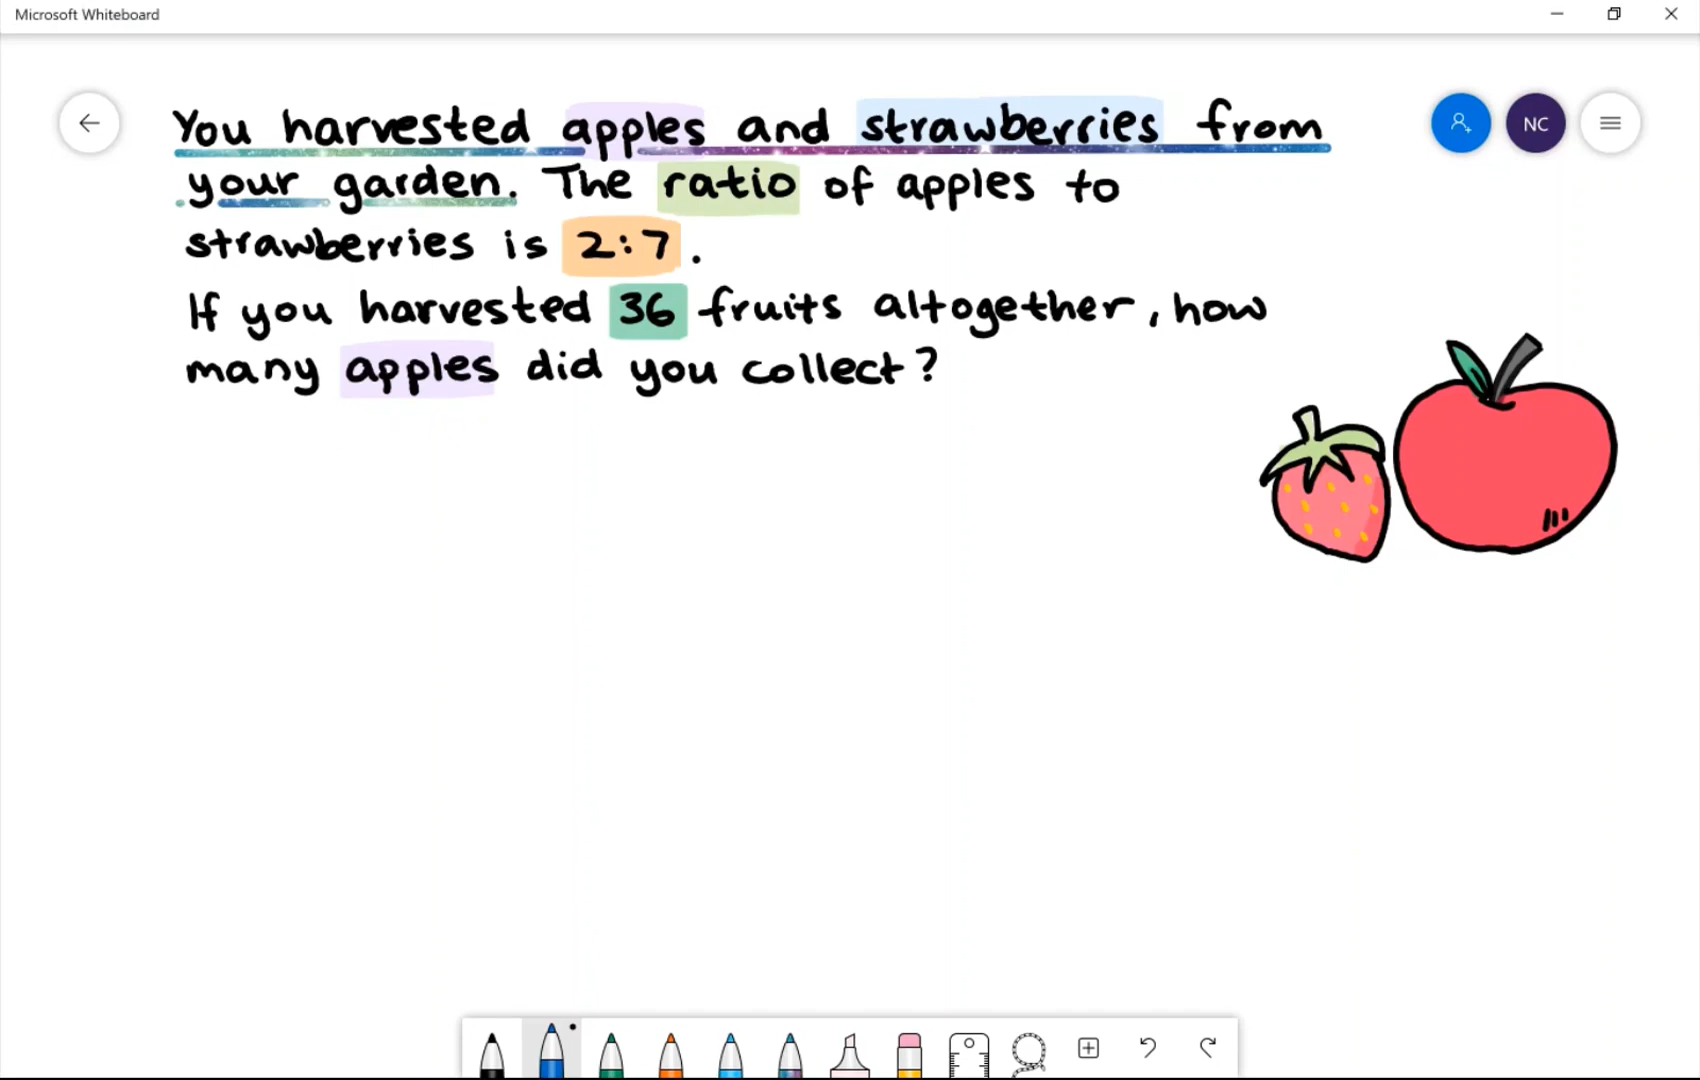 Microsoft Whiteboard
You harvested apples and strawberries from
NC
your garden. The ratio of apples to
strawberries is 2:7.
If you harvested 36 fruits altogether, how
many apples did you collect?